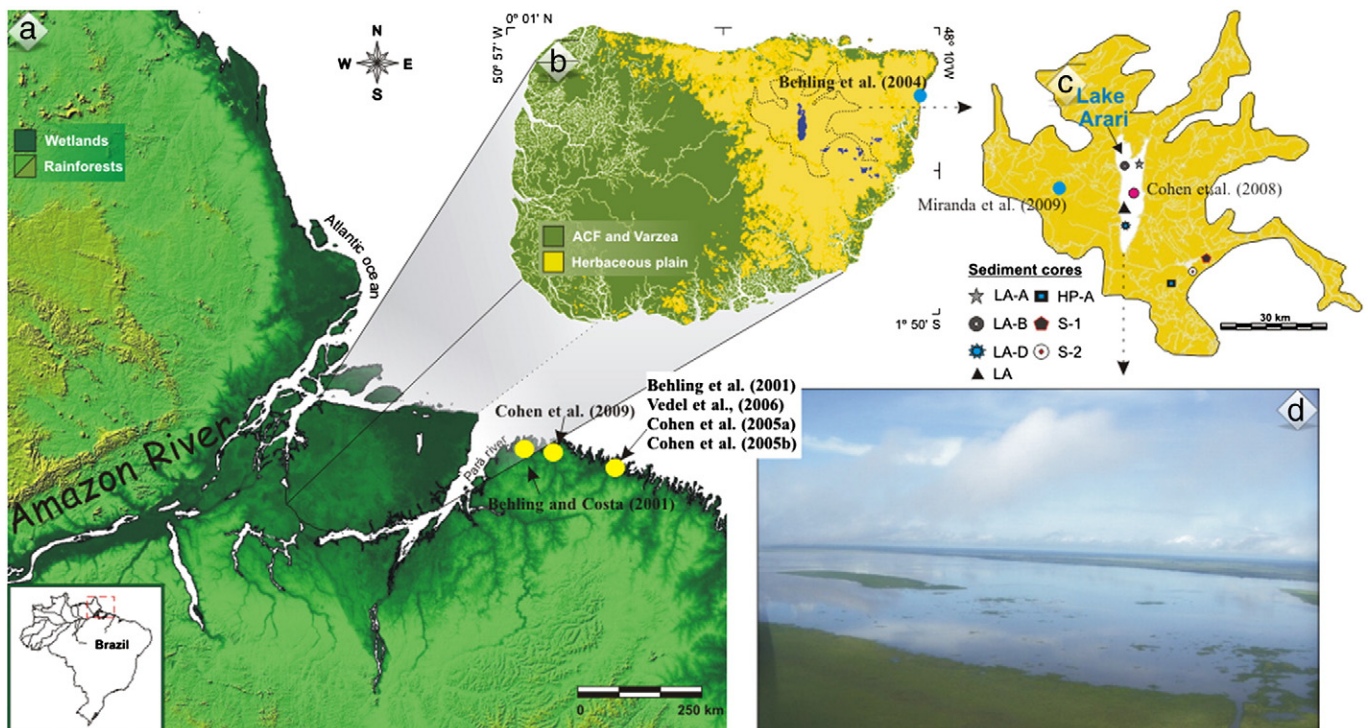 a
N
W E
S
Wetlands
Rainforests
Atlantic ocean
Amazon River
Pará river
Cohen et al. (2009)
Behling and Costa (2001)
Behling et al. (2001)
Vedel et al., (2006)
Cohen et al. (2005a)
Cohen et al. (2005b)
Brazil
0 250 km
b
0° 01' N
50° 57' W
48° 10'W
1° 50' S
Behling et al. (2004)
ACF and Varzea
Herbaceous plain
c
Lake
Arari
Miranda et al. (2009)
Cohen et.al. (2008)
Sediment cores
LA-A HP-A
LA-B S-1
LA-D S-2
LA
30 km
d